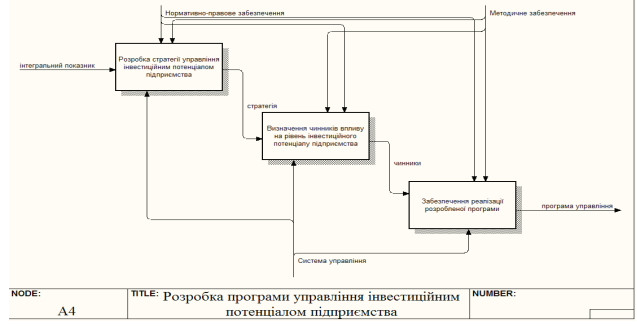 Нормативно-правове забезпечення
Методичне забезпечення
інтегральний показник
Розробка стратегії управління
інвестиційним потенціалом
підприємства
стратегія
Визначення чинників впливу
на рівень інвестиційного
потенціалу підприємства
чинники
Забезпечення реалізації
розробленої програми
програма управління
Система управління
NODE:
A4
TITLE: Розробка програми управління інвестиційним
потенціалом підприємства
NUMBER: